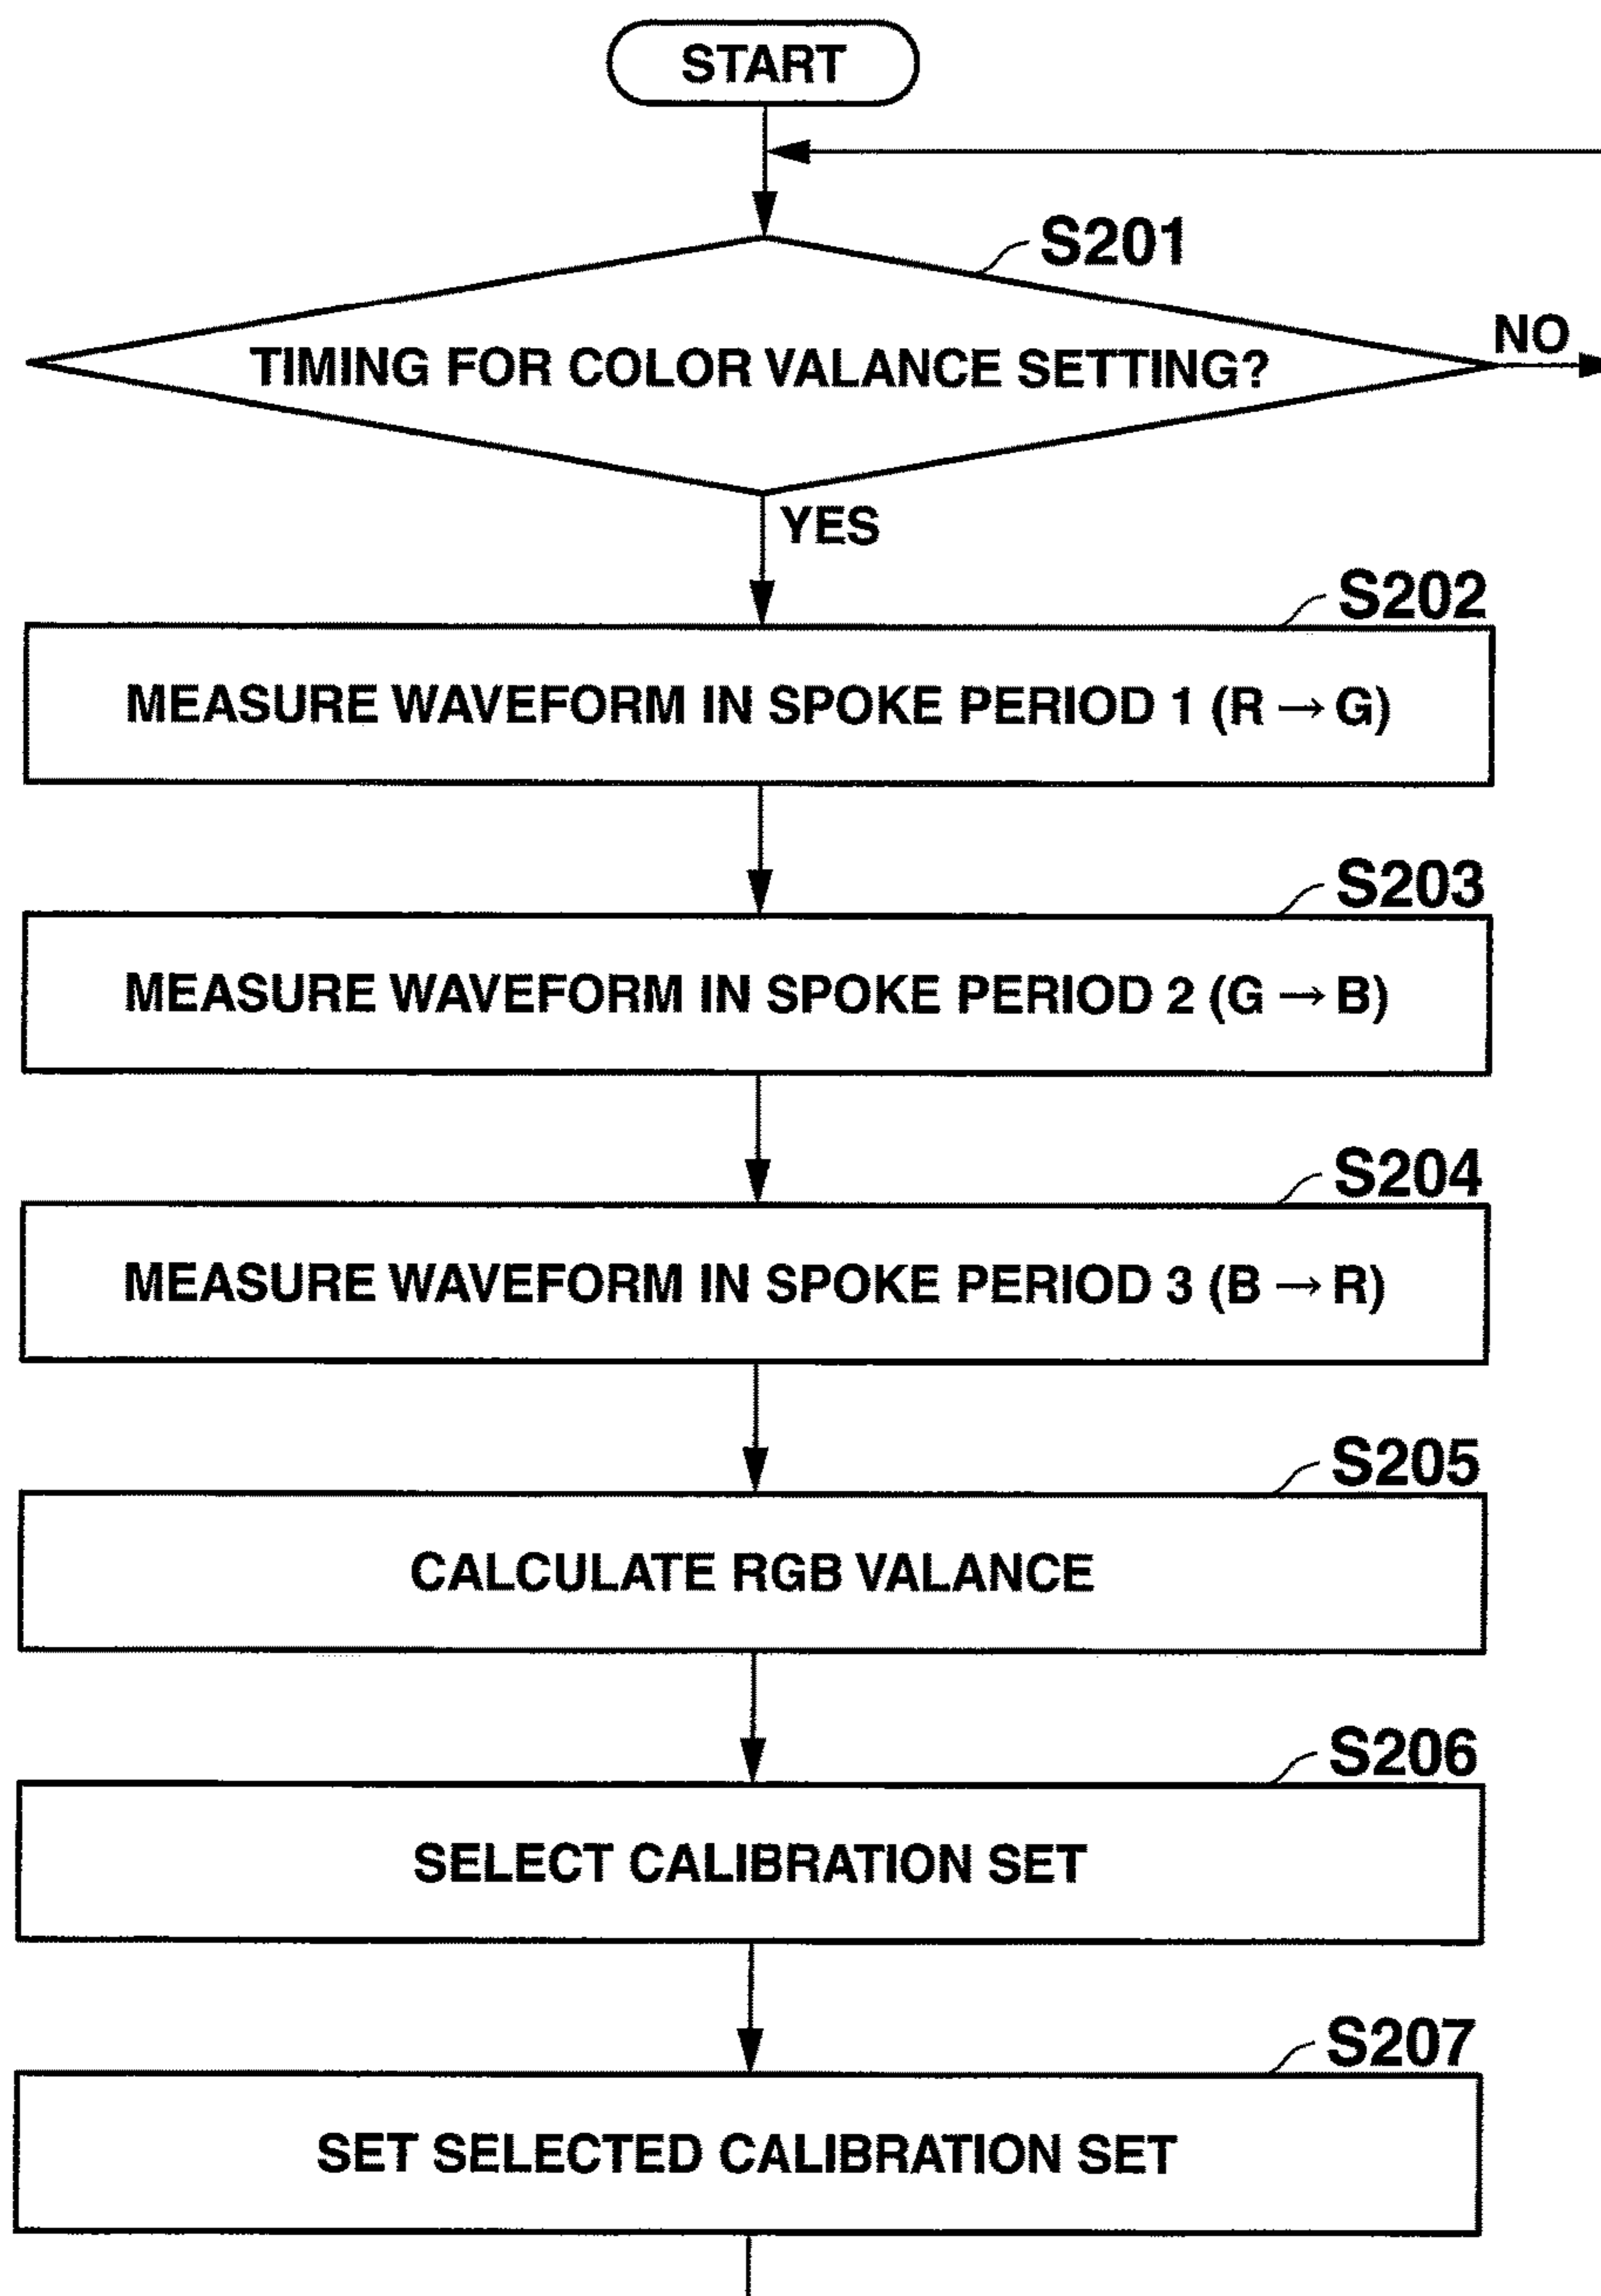 START
S201
TIMING FOR COLOR VALANCE SETTING?
NO
YES
S202
MEASURE WAVEFORM IN SPOKE PERIOD 1 (R → G)
S203
MEASURE WAVEFORM IN SPOKE PERIOD 2 (G → B)
S204
MEASURE WAVEFORM IN SPOKE PERIOD 3 (B → R)
S205
CALCULATE RGB VALANCE
S206
SELECT CALIBRATION SET
S207
SET SELECTED CALIBRATION SET